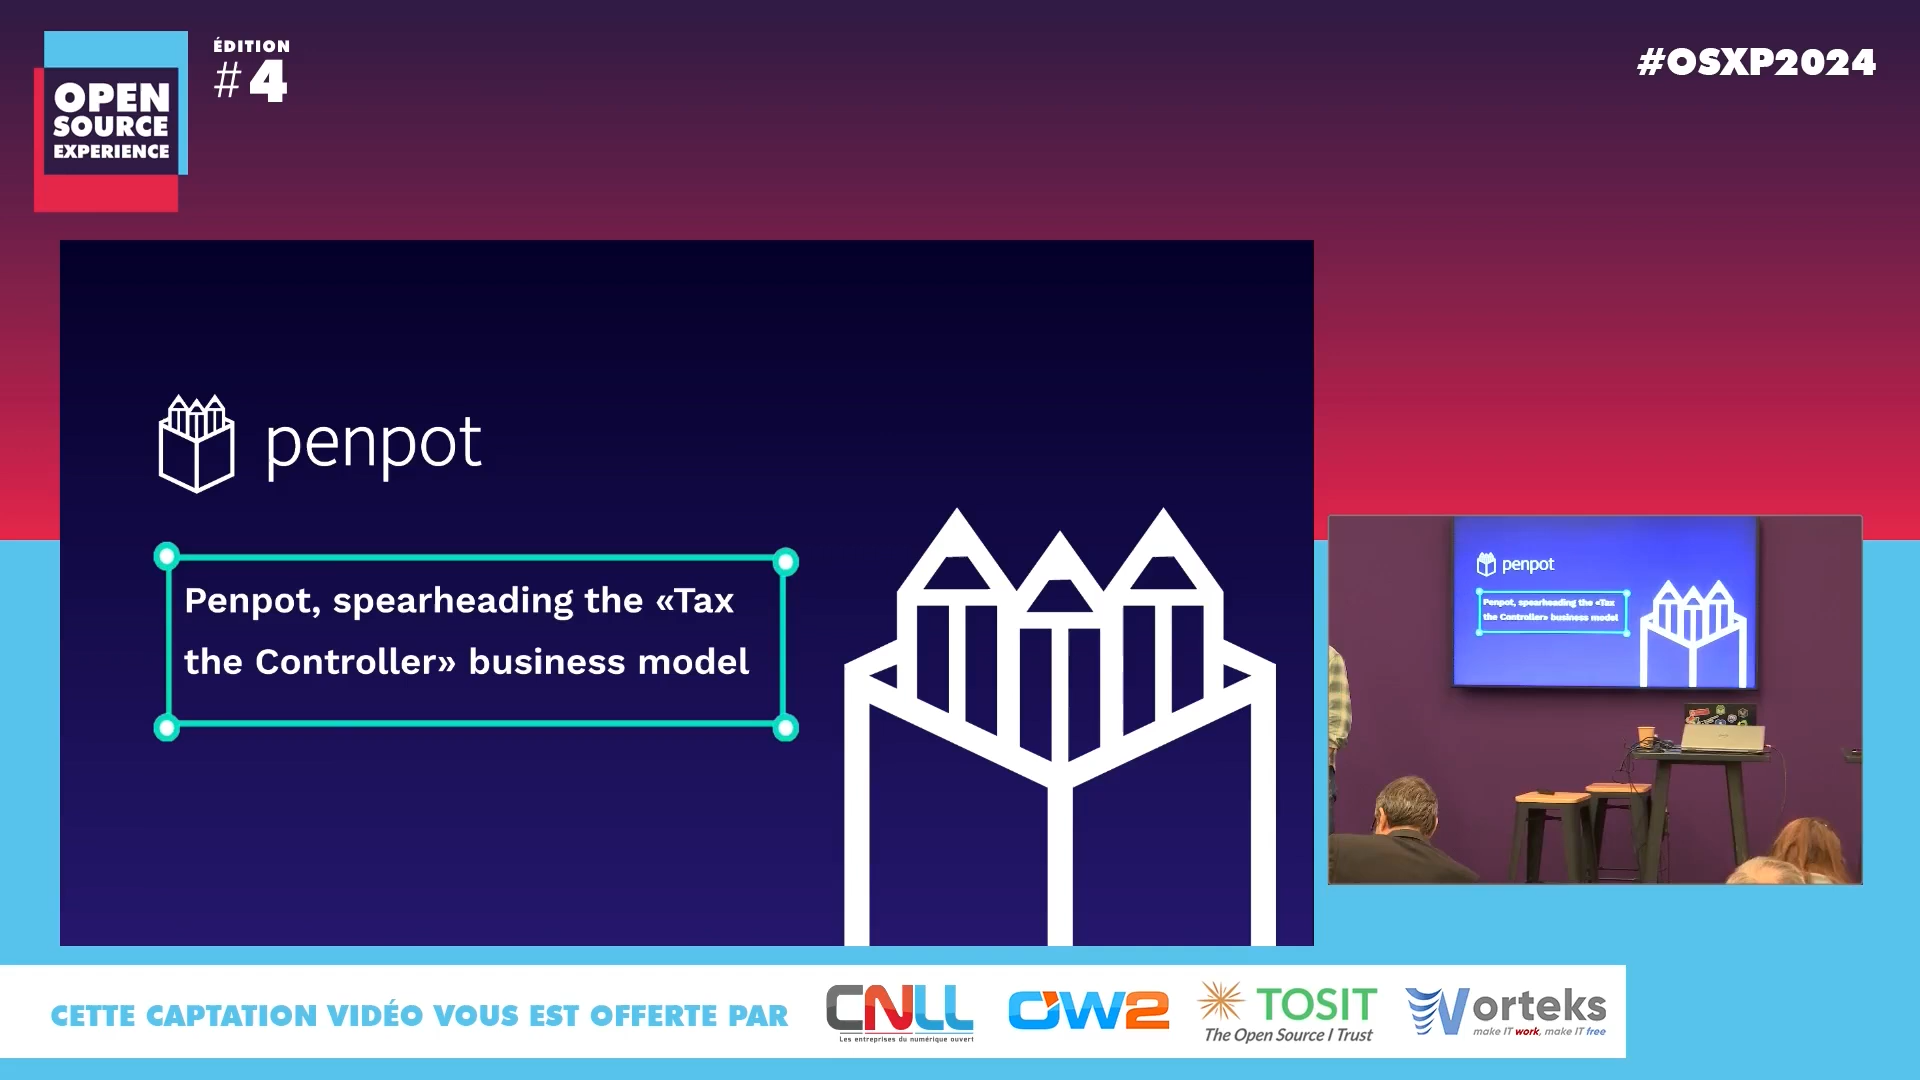 ÉDITION
#4
OPEN
SOURCE
EXPERIENCE
#OSXP2024
penpot
Penpot, spearheading the «Tax
the Controller» business model
penpot
Penpot, spearheading the «Tax
the Controller» business model
CETTE CAPTATION VIDÉO VOUS EST OFFERTE PAR
CNLL
Les entreprises du numérique ouvert
OW2
TOSIT
The Open Source I Trust
Worteks
make IT work, make IT free